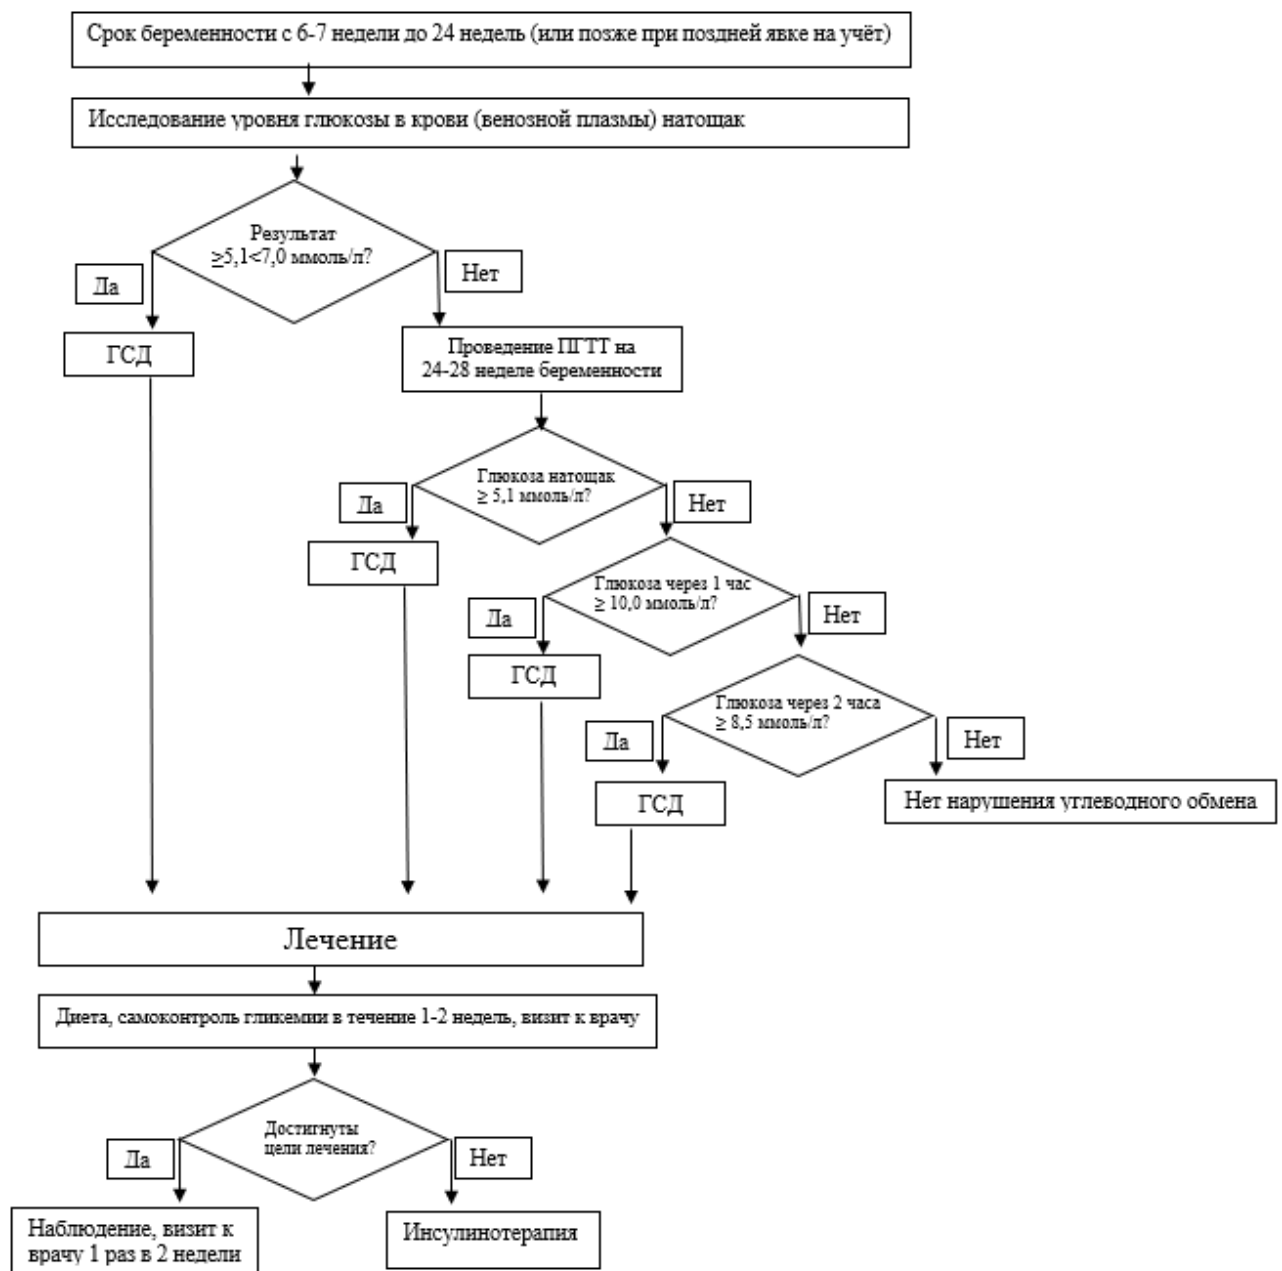 Срок беременности с 6-7 недели до 24 недель (или позже при поздней явке на учёт)
Исследование уровня глюкозы в крови (венозной плазмы) натощак
Результат
≥5,1<7,0 ммоль/л?
Да
Нет
ГСД
Проведение ПГТТ на
24-28 неделе беременности
Глюкоза натощак
≥ 5,1 ммоль/л?
Да
Нет
ГСД
Глюкоза через 1 час
≥ 10,0 ммоль/л?
Да
Нет
ГСД
Глюкоза через 2 часа
≥ 8,5 ммоль/л?
Да
Нет
ГСД
Нет нарушения углеводного обмена
Лечение
Диета, самоконтроль гликемии в течение 1-2 недель, визит к врачу
Достигнуты
цели лечения?
Да
Нет
Наблюдение, визит к
врачу 1 раз в 2 недели
Инсулинотерапия